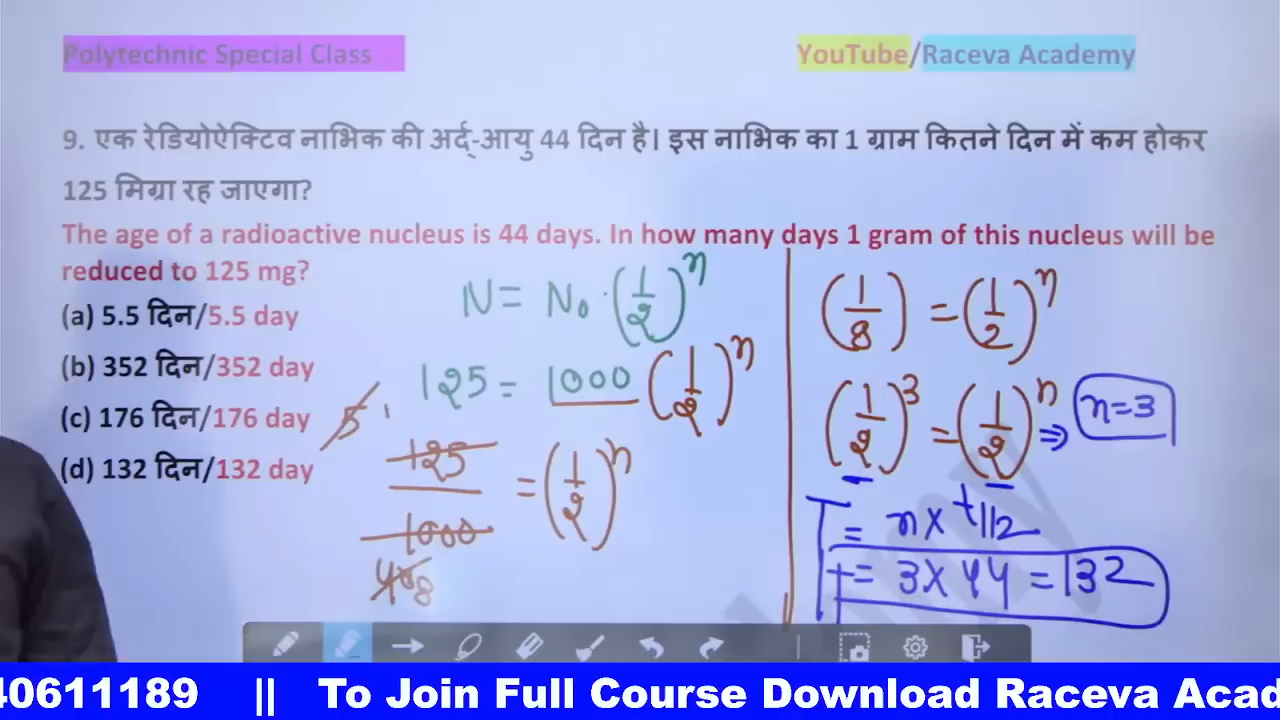 Polytechnic Special Class
YouTube/Raceva Academy
9. एक रेडियोऐक्टिव नाभिक की अर्द्-आयु 44 दिन है। इस नाभिक का 1 ग्राम कितने दिन में कम होकर
125 मिग्रा रह जाएगा?
The age of a radioactive nucleus is 44 days. In how many days 1 gram of this nucleus will be
reduced to 125 mg?
(a) 5.5 दिन/5.5 day
(b) 352 दिन/352 day
(c) 176 दिन/176 day
(d) 132 दिन/132 day
N = N₀ · (1/2)ⁿ
125 = 1000 (1/2)ⁿ
125/1000 = (1/2)ⁿ
8
(1/8) = (1/2)ⁿ
(1/2)³ = (1/2)ⁿ ⇒ n=3
T = n x t1/2
T = 3 x 44 = 132
40611189 || To Join Full Course Download Raceva Acad